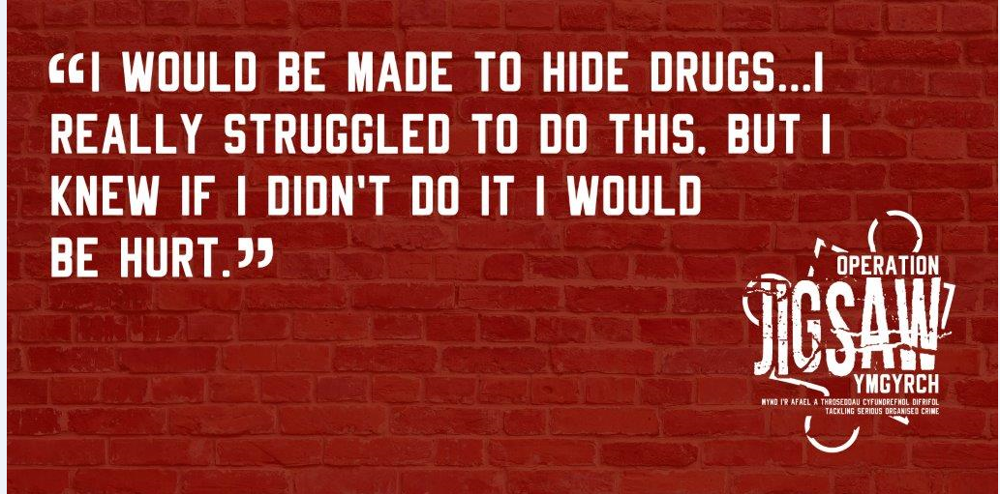 “I WOULD BE MADE TO HIDE DRUGS...I
REALLY STRUGGLED TO DO THIS. BUT I
KNEW IF I DIDN'T DO IT I WOULD
BE HURT.”
OPERATION
JIGSAW
YMGYRCH
MYND I'R AFAEL A THROSEDDAU CYFUNDREFNOL DIFRIFOL
TACKLING SERIOUS ORGANISED CRIME